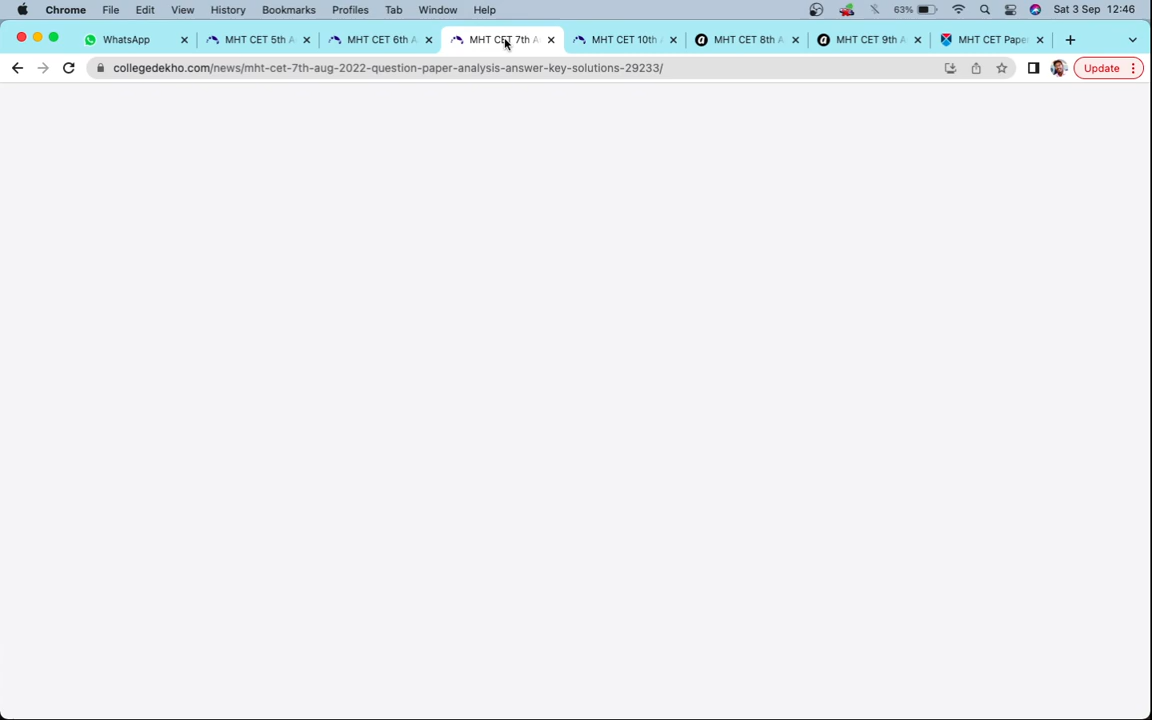 Chrome File Edit View History Bookmarks Profiles Tab Window Help 63% Sat 3 Sep 12:46
WhatsApp MHT CET 5th A MHT CET 6th A MHT CET 7th A MHT CET 10th MHT CET 8th A MHT CET 9th A MHT CET Pape
collegedekho.com/news/mht-cet-7th-aug-2022-question-paper-analysis-answer-key-solutions-29233/ Update